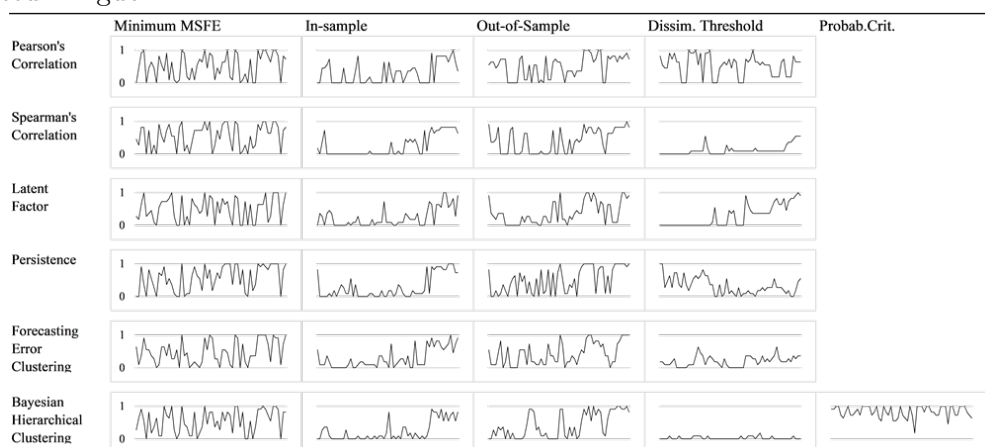 Minimum MSFE In-sample Out-of-Sample Dissim. Threshold Probab.Crit.
Pearson's
Correlation
1
0
Spearman's
Correlation
1
0
Latent
Factor
1
0
Persistence
1
0
Forecasting
Error
Clustering
1
0
Bayesian
Hierarchical
Clustering
1
0